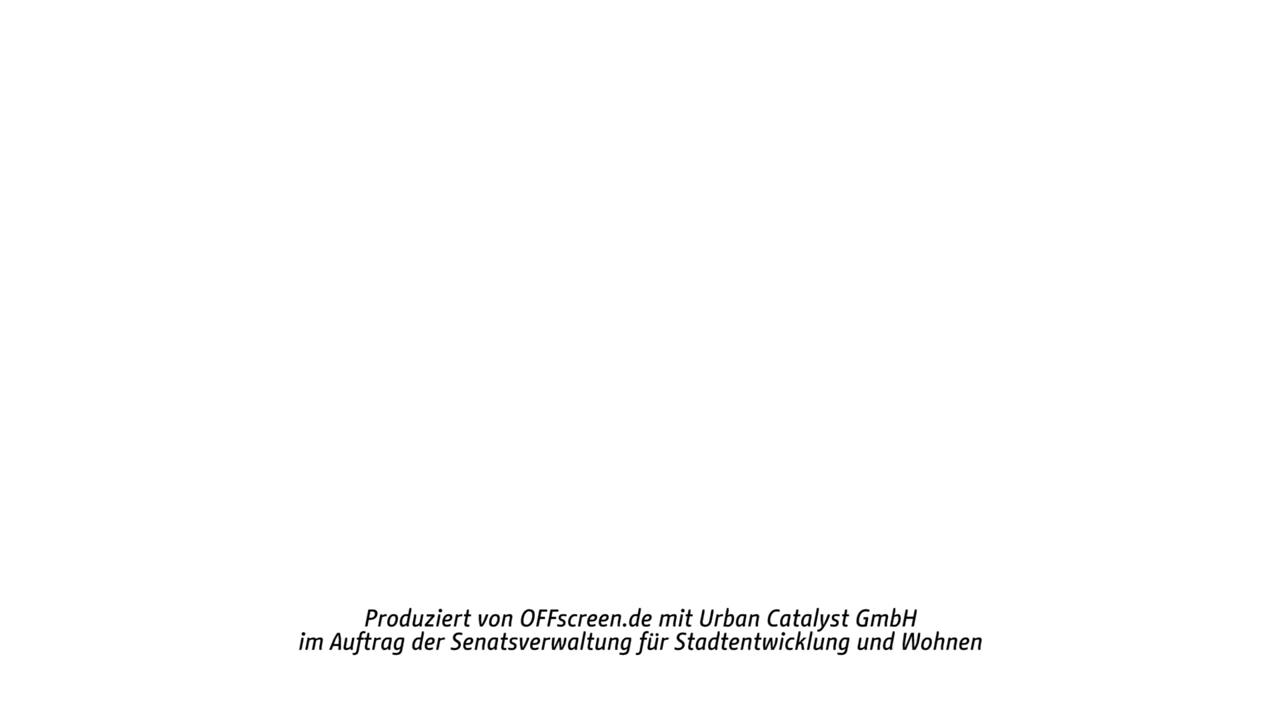 Produziert von OFFscreen.de mit Urban Catalyst GmbH
im Auftrag der Senatsverwaltung für Stadtentwicklung und Wohnen